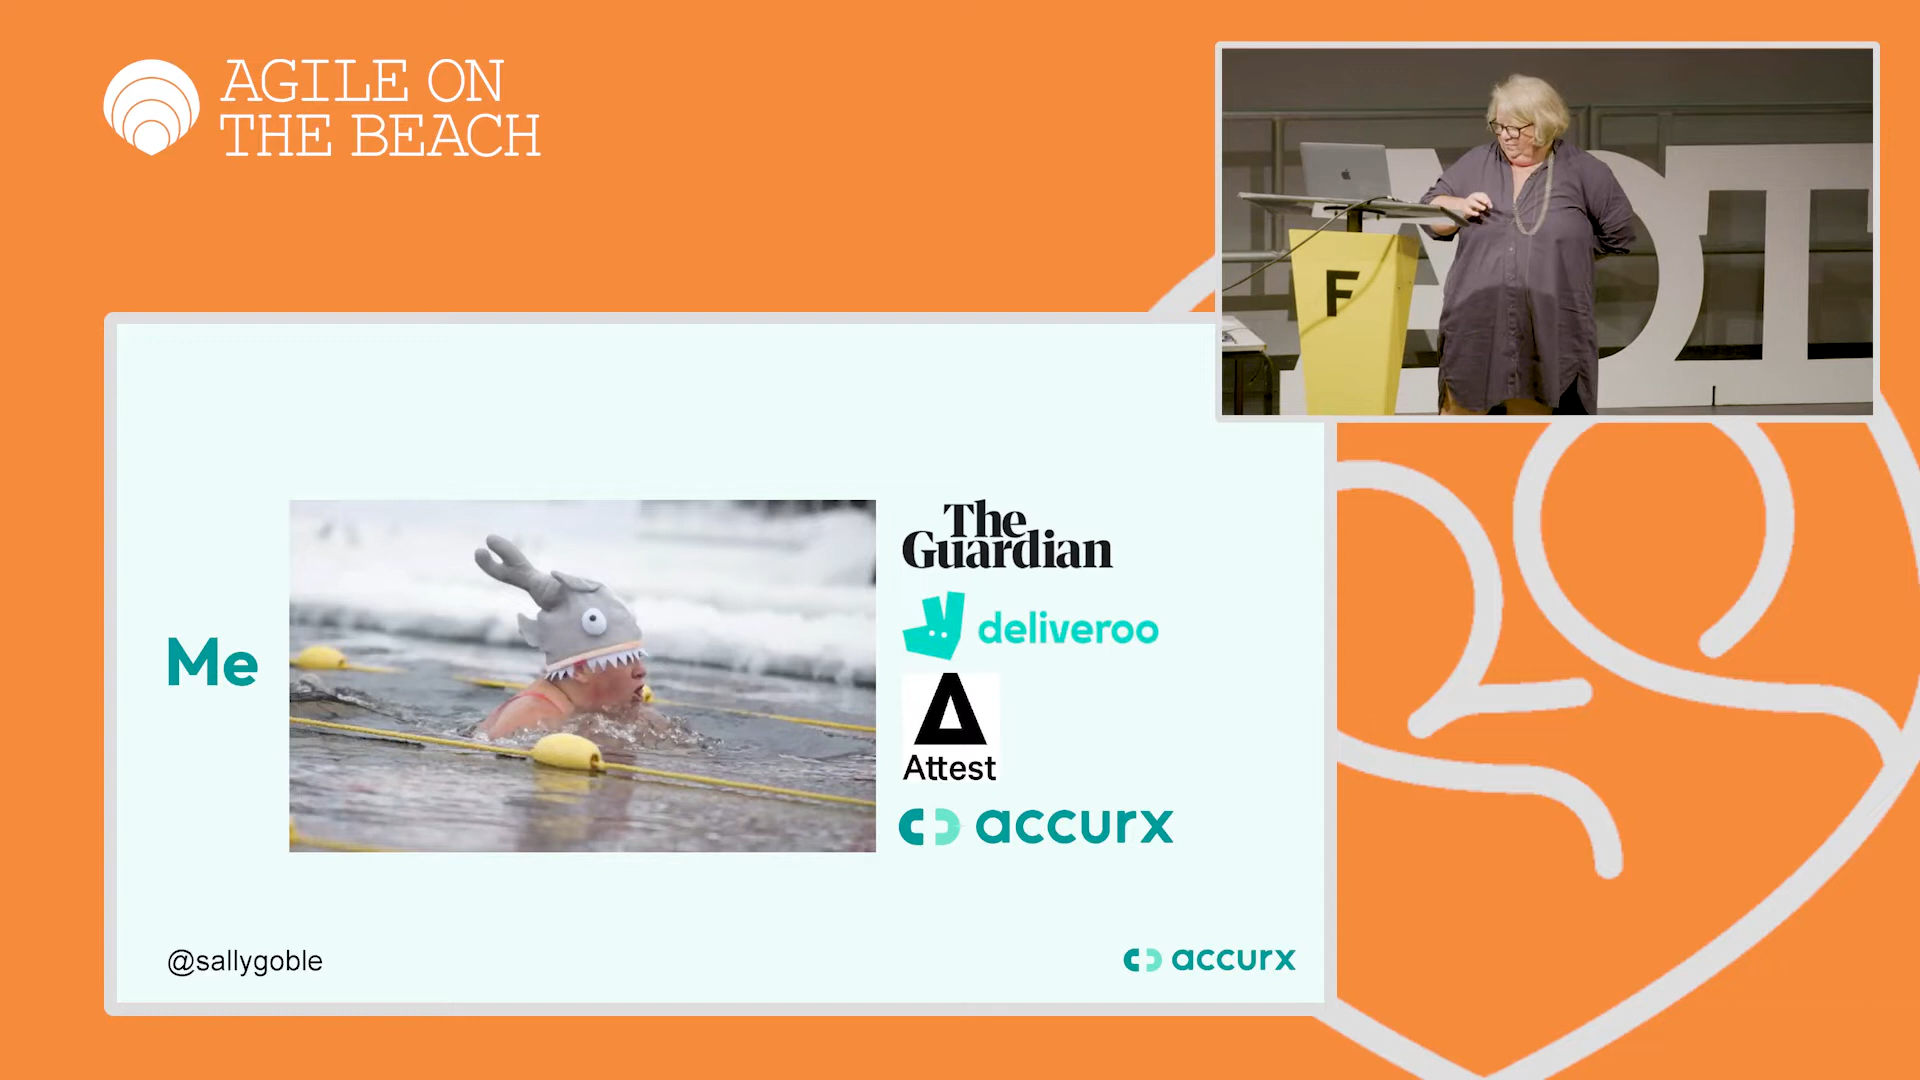 AGILE ON
THE BEACH
F
Me
The
Guardian
deliveroo
Attest
accurx
@sallygoble
accurx